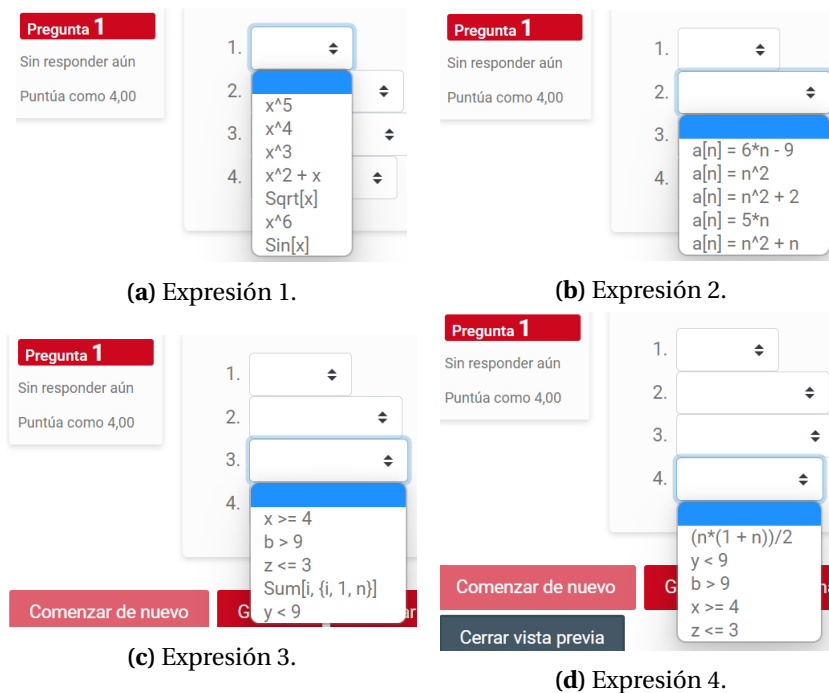 Pregunta 1
Sin responder aún
Puntúa como 4,00
1.
2.
3.
4.
x^5
x^4
x^3
x^2 + x
Sqrt[x]
x^6
Sin[x]
(a) Expresión 1.
Pregunta 1
Sin responder aún
Puntúa como 4,00
1.
2.
3.
4.
a[n] = 6*n - 9
a[n] = n^2
a[n] = n^2 + 2
a[n] = 5*n
a[n] = n^2 + n
(b) Expresión 2.
Pregunta 1
Sin responder aún
Puntúa como 4,00
1.
2.
3.
4.
x >= 4
b > 9
z <= 3
Sum[i, {i, 1, n}]
y < 9
Comenzar de nuevo
G
ar
(c) Expresión 3.
Pregunta 1
Sin responder aún
Puntúa como 4,00
1.
2.
3.
4.
(n*(1 + n))/2
y < 9
b > 9
x >= 4
z <= 3
Comenzar de nuevo
G
Cerrar vista previa
(d) Expresión 4.